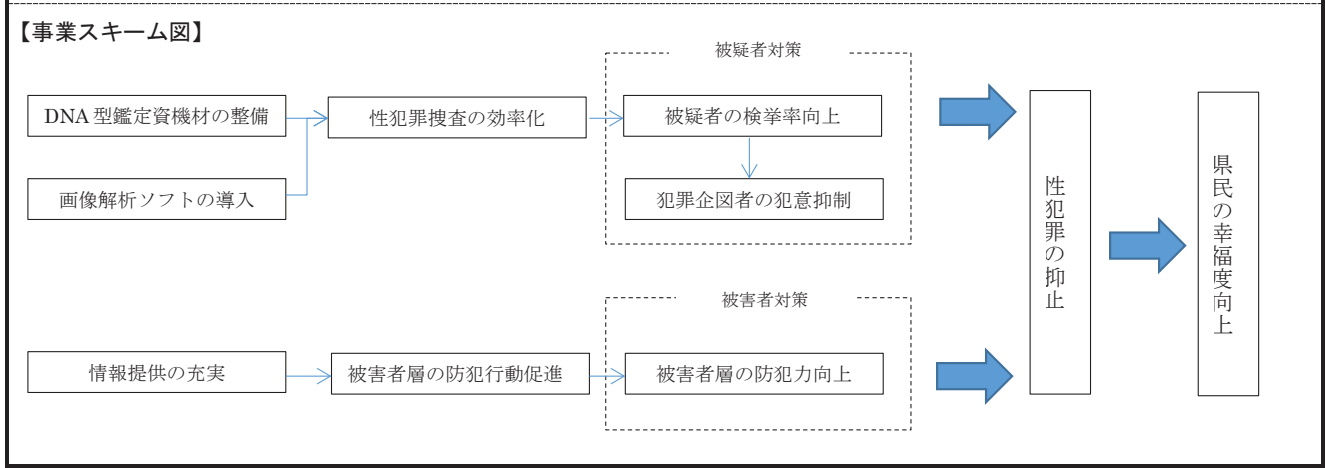 【事業スキーム図】
被疑者対策
DNA型鑑定資機材の整備
性犯罪捜査の効率化
被疑者の検挙率向上
画像解析ソフトの導入
犯罪企図者の犯意抑制
被害者対策
情報提供の充実
被害者層の防犯行動促進
被害者層の防犯力向上
性犯罪の抑止
県民の幸福度向上